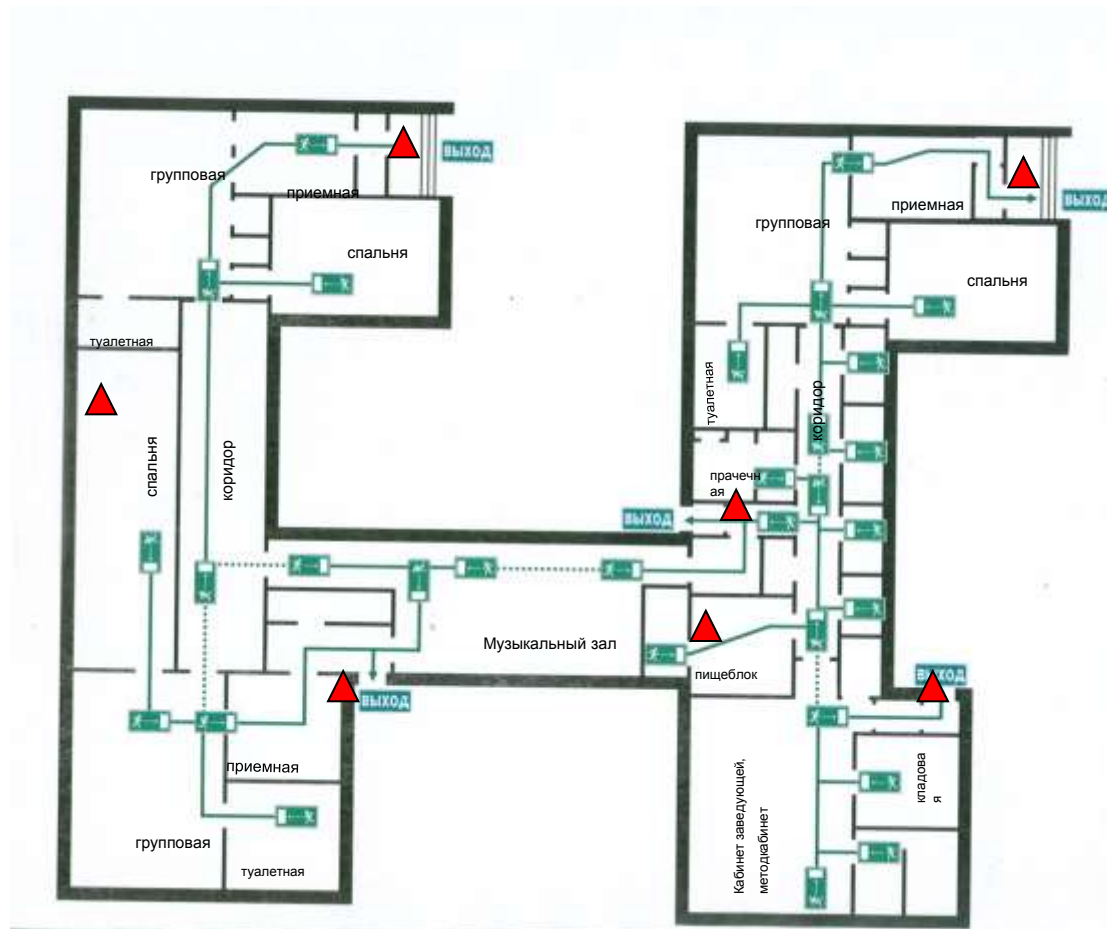 ВЫХОД
групповая
приемная
спальня
туалетная
спальня
коридор
ВЫХОД
групповая
приемная
спальня
туалетная
коридор
прачечн
ая
ВЫХОД
Музыкальный зал
пищеблок
ВЫХОД
ВЫХОД
приемная
групповая
туалетная
Кабинет заведующей,
методкабинет
кладова
я